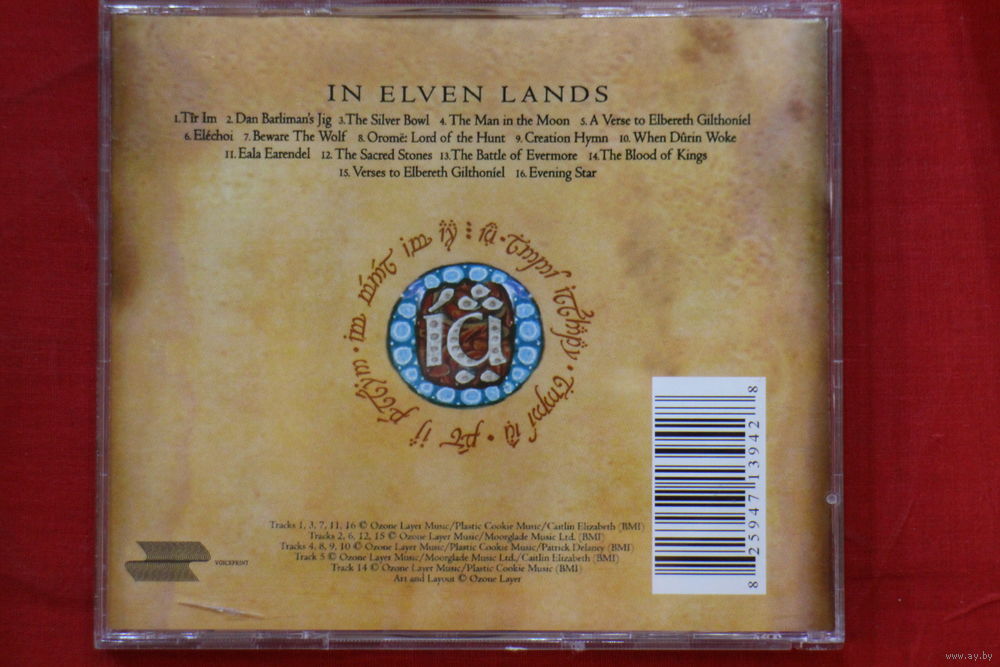 IN ELVEN LANDS
1.Tîr Im 2.Dan Barliman's Jig 3.The Silver Bowl 4.The Man in the Moon 5.A Verse to Elbereth Gilthoníel
6.Eléchoi 7.Beware The Wolf 8.Oromë: Lord of the Hunt 9.Creation Hymn 10.When Dûrin Woke
11.Eala Earendel 12.The Sacred Stones 13.The Battle of Evermore 14.The Blood of Kings
15.Verses to Elbereth Gilthoníel 16.Evening Star
Tracks 1, 3, 7, 11, 16 © Ozone Layer Music/Plastic Cookie Music/Caitlin Elizabeth (BMI)
Tracks 2, 6, 12, 15 © Ozone Layer Music/Moorglade Music Ltd. (BMI)
Tracks 4, 8, 9, 10 © Ozone Layer Music/Plastic Cookie Music/Patrick Delaney (BMI)
Track 5 © Ozone Layer Music/Moorglade Music Ltd./Caitlin Elizabeth (BMI)
Track 14 © Ozone Layer Music/Plastic Cookie Music (BMI)
Art and Layout © Ozone Layer
VOICEPRINT
8 25947 13942 8
www.ay.by